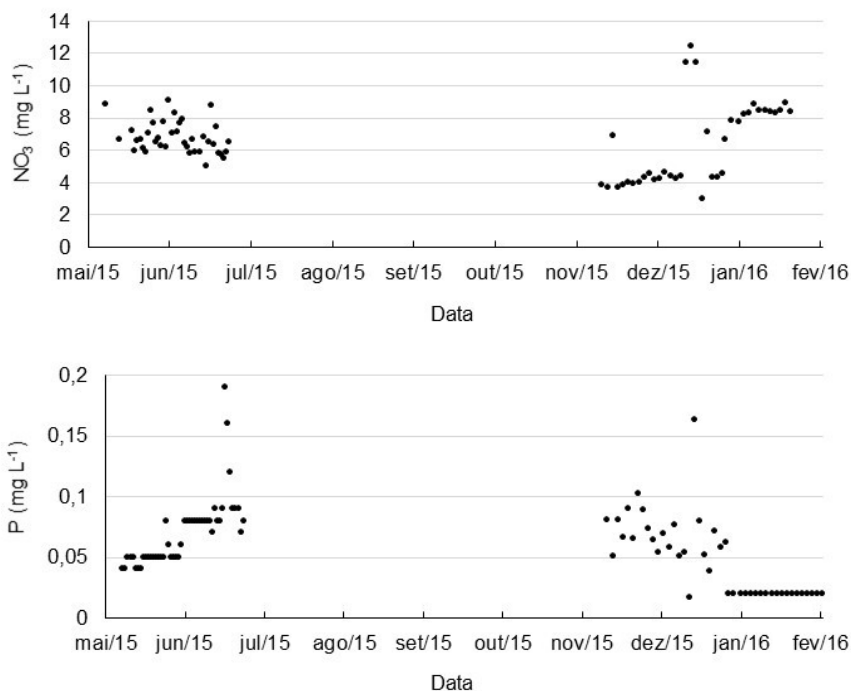 14
12
10
8
6
4
2
0
NO₃ (mg L⁻¹)
mai/15 jun/15 jul/15 ago/15 set/15 out/15 nov/15 dez/15 jan/16 fev/16
Data
0,2
0,15
0,1
0,05
0
P (mg L⁻¹)
mai/15 jun/15 jul/15 ago/15 set/15 out/15 nov/15 dez/15 jan/16 fev/16
Data